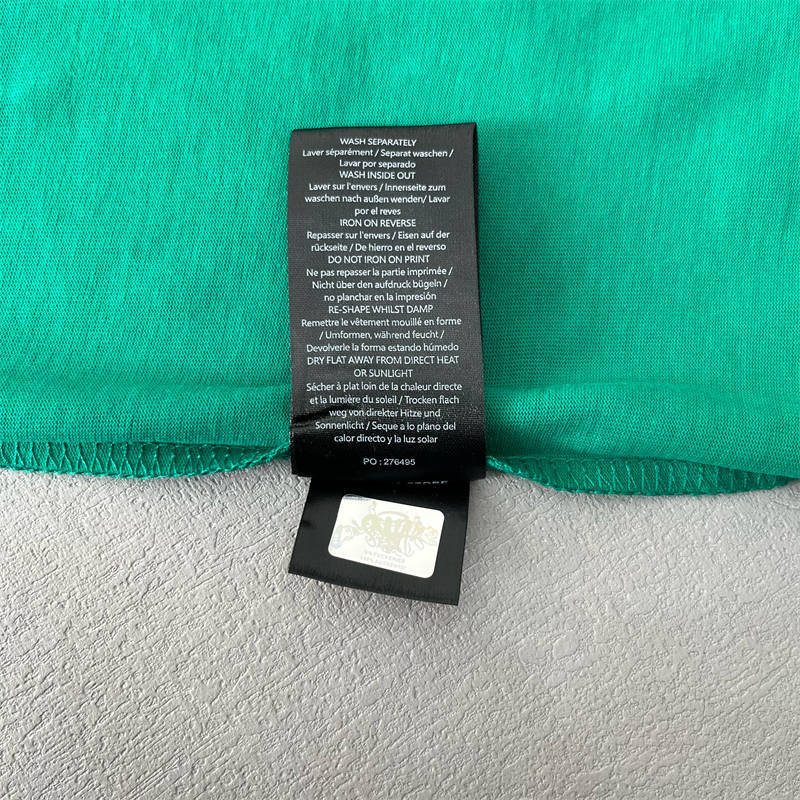 WASH SEPARATELY
Laver séparément / Separat waschen /
Lavar por separado
WASH INSIDE OUT
Laver sur l'envers / Innenseite zum
waschen nach außen wenden/ Lavar
por el reves
IRON ON REVERSE
Repasser sur l'envers / Eisen auf der
rückseite / De hierro en el reverso
DO NOT IRON ON PRINT
Ne pas repasser la partie imprimée /
Nicht über den aufdruck bügeln /
no planchar en la impresión
RE-SHAPE WHILST DAMP
Remettre le vêtement mouillé en forme
/ Umformen, während feucht /
Devolverle la forma estando húmedo
DRY FLAT AWAY FROM DIRECT HEAT
OR SUNLIGHT
Sécher à plat loin de la chaleur directe
et la lumière du soleil / Trocken flach
weg von direkter Hitze und
Sonnenlicht / Seque a lo plano del
calor directo y la luz solar
PO : 276495